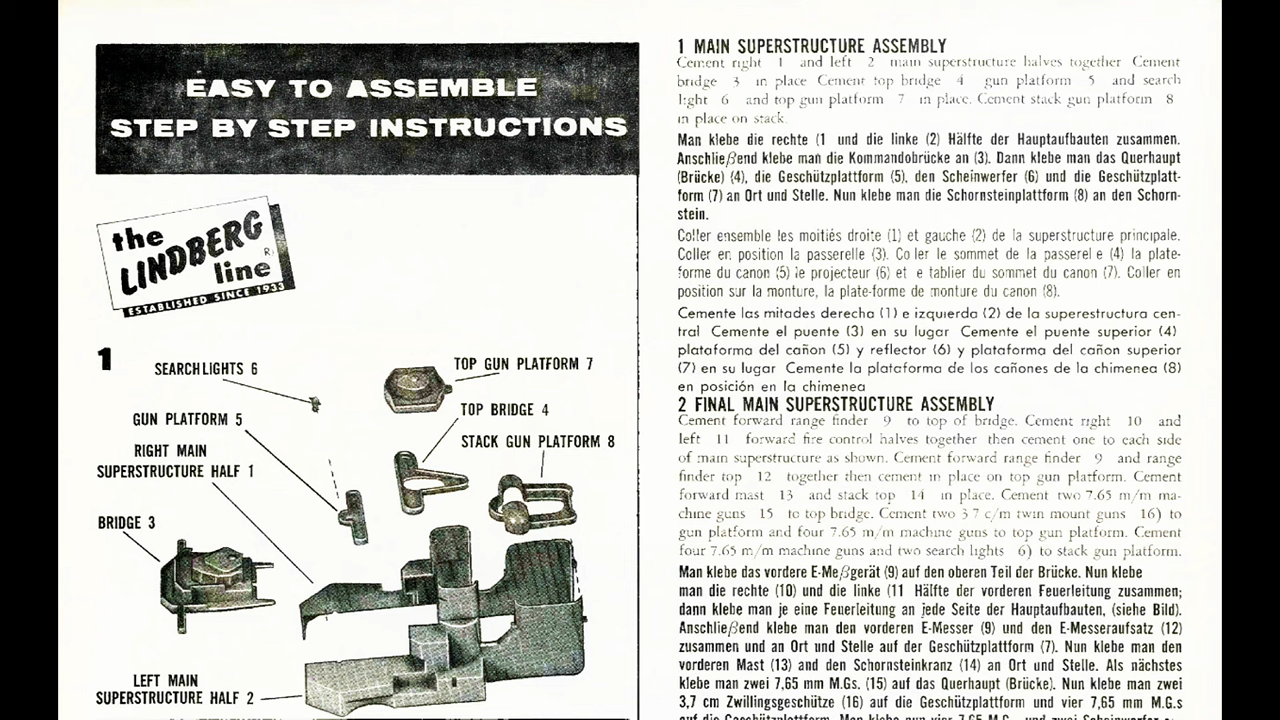 EASY TO ASSEMBLE
STEP BY STEP INSTRUCTIONS
the
LINDBERG
line
®
ESTABLISHED SINCE 1933
1
SEARCHLIGHTS 6
TOP GUN PLATFORM 7
GUN PLATFORM 5
TOP BRIDGE 4
RIGHT MAIN
SUPERSTRUCTURE HALF 1
STACK GUN PLATFORM 8
BRIDGE 3
LEFT MAIN
SUPERSTRUCTURE HALF 2
1 MAIN SUPERSTRUCTURE ASSEMBLY
Cement right 1 and left 2 main superstructure halves together Cement
bridge 3 in place Cement top bridge 4 gun platform 5 and search
light 6 and top gun platform 7 in place. Cement stack gun platform 8
in place on stack.
Man klebe die rechte (1 und die linke (2) Hälfte der Hauptaufbauten zusammen.
Anschließend klebe man die Kommandobrücke an (3). Dann klebe man das Querhaupt
(Brücke) (4), die Geschützplattform (5), den Scheinwerfer (6) und die Geschützplatt-
form (7) an Ort und Stelle. Nun klebe man die Schornsteinplattform (8) an den Schorn-
stein.
Coller ensemble les moitiés droite (1) et gauche (2) de la superstructure principale.
Coller en position la passerelle (3). Co ler le sommet de la passerel e (4) la plate-
forme du canon (5) le projecteur (6) et e tablier du sommet du canon (7). Coller en
position sur la monture, la plate-forme de monture du canon (8).
Cemente las mitades derecha (1) e izquierda (2) de la superestructura cen-
tral Cemente el puente (3) en su lugar Cemente el puente superior (4)
plataforma del cañon (5) y reflector (6) y plataforma del cañon superior
(7) en su lugar Cemente la plataforma de los cañones de la chimenea (8)
en posición en la chimenea
2 FINAL MAIN SUPERSTRUCTURE ASSEMBLY
Cement forward range finder 9 to top of bridge. Cement right 10 and
left 11 forward fire control halves together then cement one to each side
of main superstructure as shown. Cement forward range finder 9 and range
finder top 12 together then cement in place on top gun platform. Cement
forward mast 13 and stack top 14 in place. Cement two 7.65 m/m ma-
chine guns 15 to top bridge. Cement two 3 7 c/m twin mount guns 16) to
gun platform and four 7.65 m/m machine guns to top gun platform. Cement
four 7.65 m/m machine guns and two search lights 6) to stack gun platform.
Man klebe das vordere E-Meßgerät (9) auf den oberen Teil der Brücke. Nun klebe
man die rechte (10) und die linke (11 Hälfte der vorderen Feuerleitung zusammen;
dann klebe man je eine Feuerleitung an jede Seite der Hauptaufbauten, (siehe Bild).
Anschließend klebe man den vorderen E-Messer (9) und den E-Messeraufsatz (12)
zusammen und an Ort und Stelle auf der Geschützplattform (7). Nun klebe man den
vorderen Mast (13) and den Schornsteinkranz (14) an Ort und Stelle. Als nächstes
klebe man zwei 7,65 mm M.Gs. (15) auf das Querhaupt (Brücke). Nun klebe man zwei
3,7 cm Zwillingsgeschütze (16) auf die Geschützplattform und vier 7,65 mm M.G.s
auf die Geschützplattform. Man klebe nun vier 7,65 M.G. und zwei Scheinwerfer